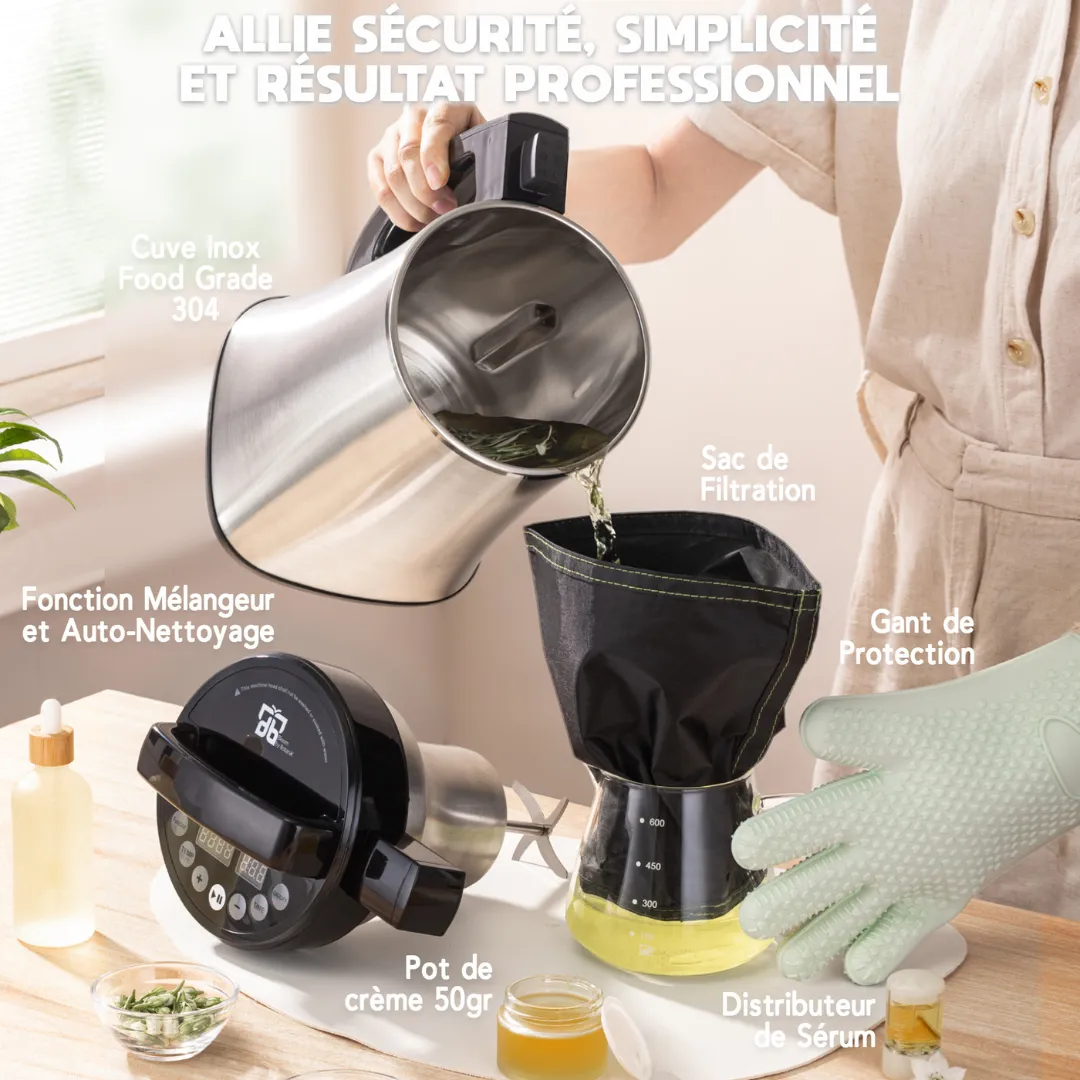 ALLIE SÉCURITÉ, SIMPLICITÉ
ET RÉSULTAT PROFESSIONNEL
Cuve Inox
Food Grade
304
Sac de
Filtration
Fonction Mélangeur
et Auto-Nettoyage
Gant de
Protection
600
450
300
Pot de
crème 50gr
Distributeur
de Sérum